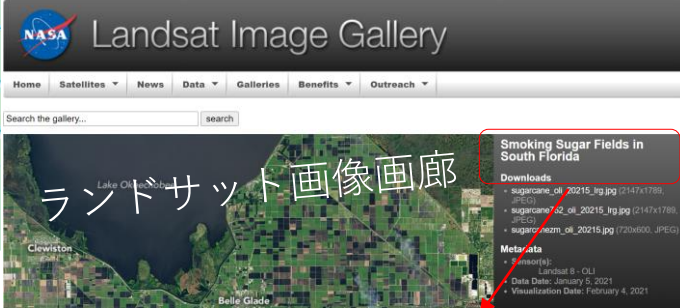 NASA
Landsat Image Gallery
Home Satellites News Data Galleries Benefits Outreach
Search the gallery... search
Smoking Sugar Fields in
South Florida
Downloads
sugarcane_oli_20215_lrg.jpg (2147x1789,
JPEG)
sugarcane752_oli_20215_lrg.jpg (2147x1789,
JPEG)
sugarcanezm_oli_20215.jpg (720x600, JPEG)
Metadata
Sensor(s):
Landsat 8 - OLI
Data Date: January 5, 2021
Visualization Date: February 4, 2021
ランドサット画像画廊
Lake Okeechobee
Clewiston
Belle Glade